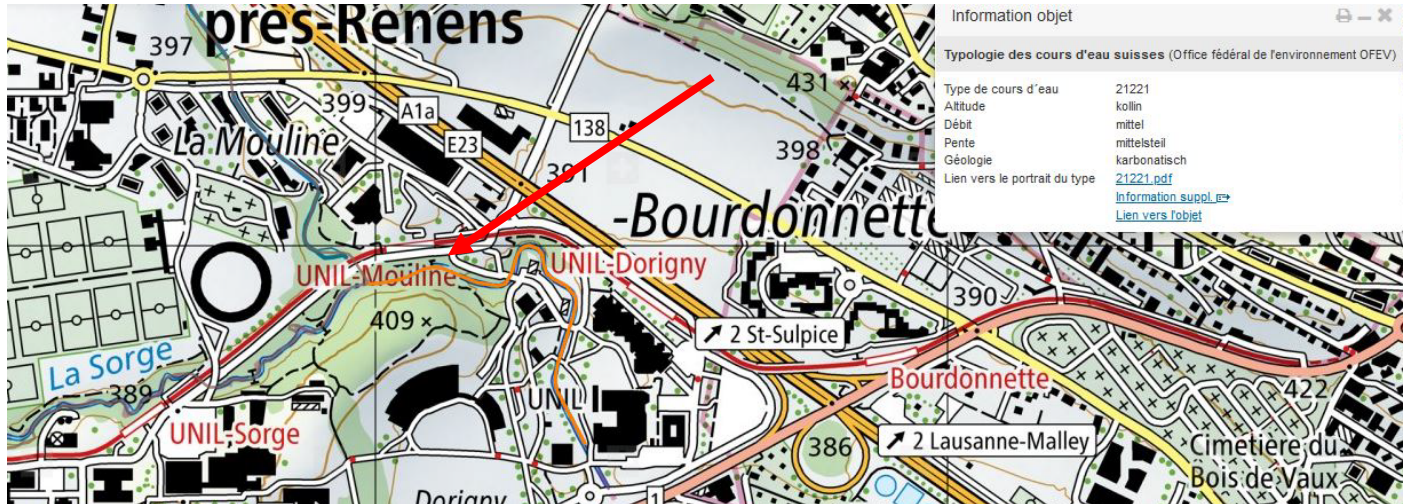 près-Renens
397
399
A1a
E23
138
431
398
391
La Mouline
-Bourdonnette
UNIL-Mouline
UNIL-Dorigny
409
390
2 St-Sulpice
La Sorge
389
Bourdonnette
422
UNIL
UNIL-Sorge
386
2 Lausanne-Malley
Cimetière du
Bois de Vaux
Dorigny
1
Information objet
Typologie des cours d'eau suisses (Office fédéral de l'environnement OFEV)
Type de cours d´eau 21221
Altitude kollin
Débit mittel
Pente mittelsteil
Géologie karbonatisch
Lien vers le portrait du type 21221.pdf
Information suppl.
Lien vers l'objet